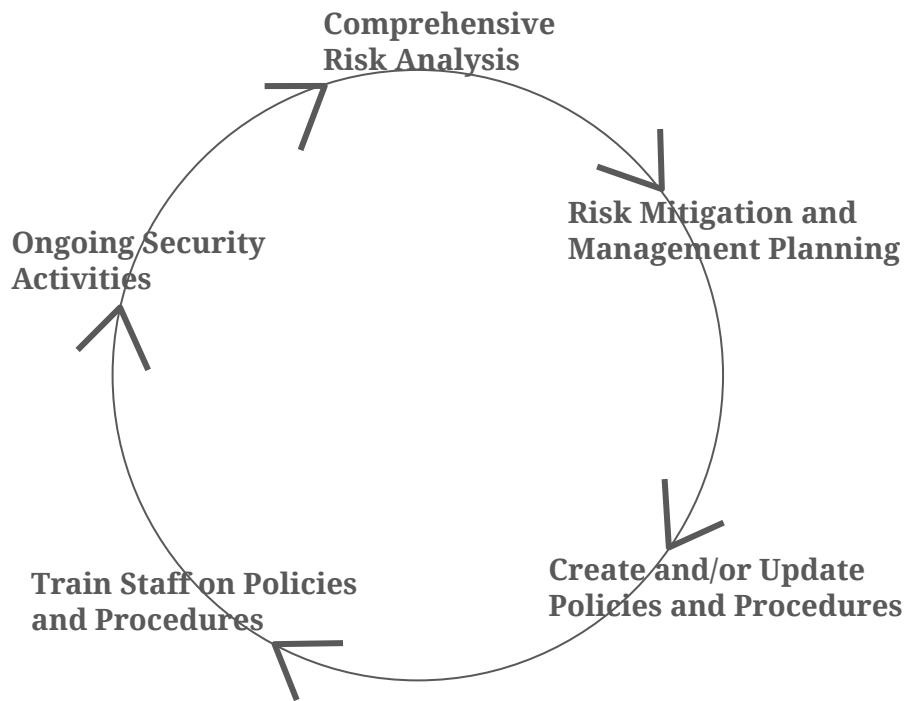 Comprehensive
Risk Analysis
Risk Mitigation and
Management Planning
Create and/or Update
Policies and Procedures
Train Staff on Policies
and Procedures
Ongoing Security
Activities